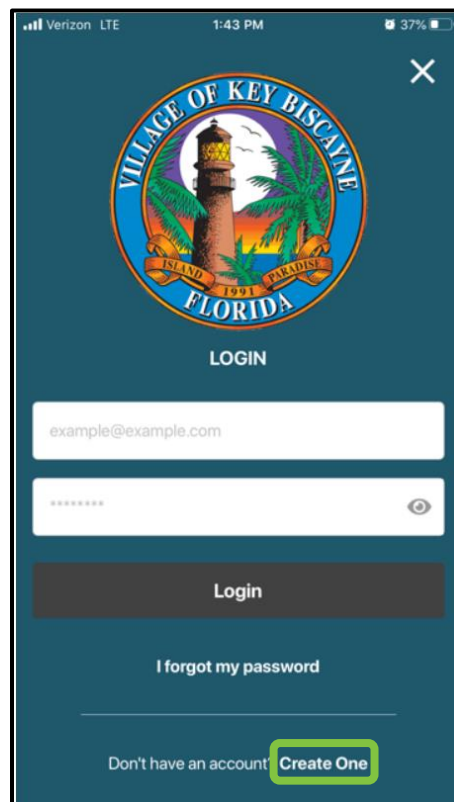 Verizon LTE 1:43 PM 37%
VILLAGE OF KEY BISCAYNE
ISLAND PARADISE
1991
FLORIDA
LOGIN
example@example.com
********
Login
I forgot my password
Don't have an account? Create One